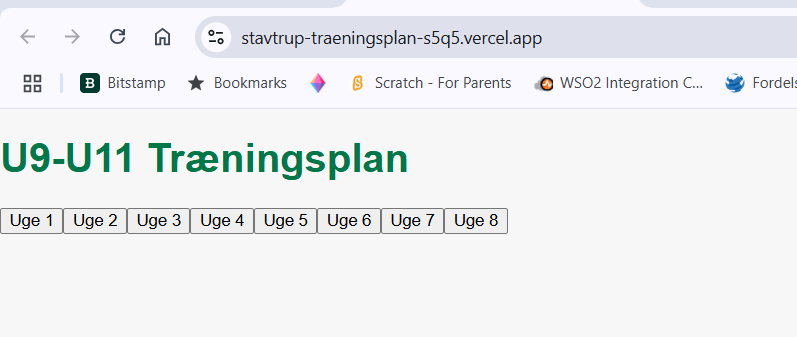 stavtrup-traeningsplan-s5q5.vercel.app
Bitstamp Bookmarks Scratch - For Parents WSO2 Integration C... Fordels
U9-U11 Træningsplan
Uge 1 Uge 2 Uge 3 Uge 4 Uge 5 Uge 6 Uge 7 Uge 8